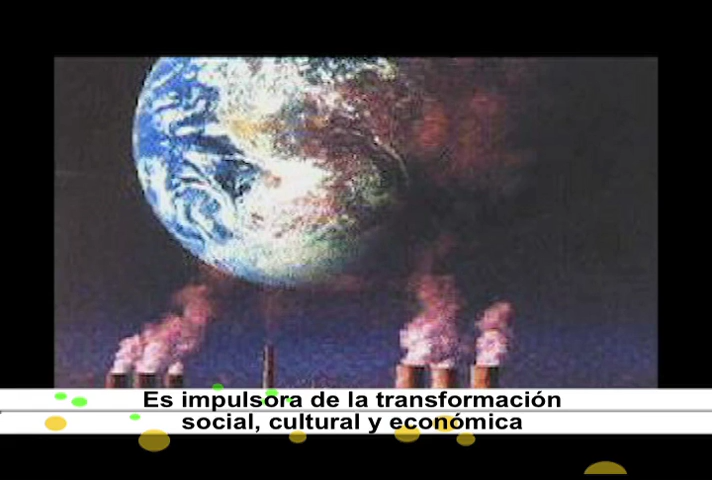 Es impulsora de la transformación
social, cultural y económica